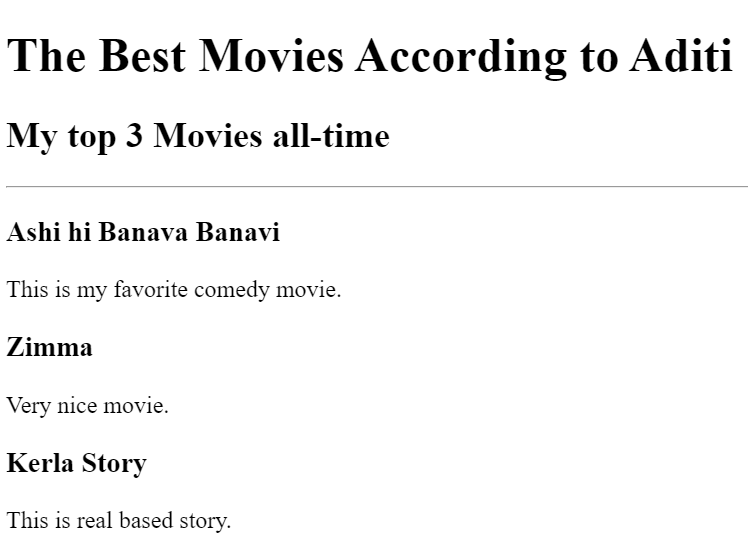 The Best Movies According to Aditi
My top 3 Movies all-time
Ashi hi Banava Banavi
This is my favorite comedy movie.
Zimma
Very nice movie.
Kerla Story
This is real based story.